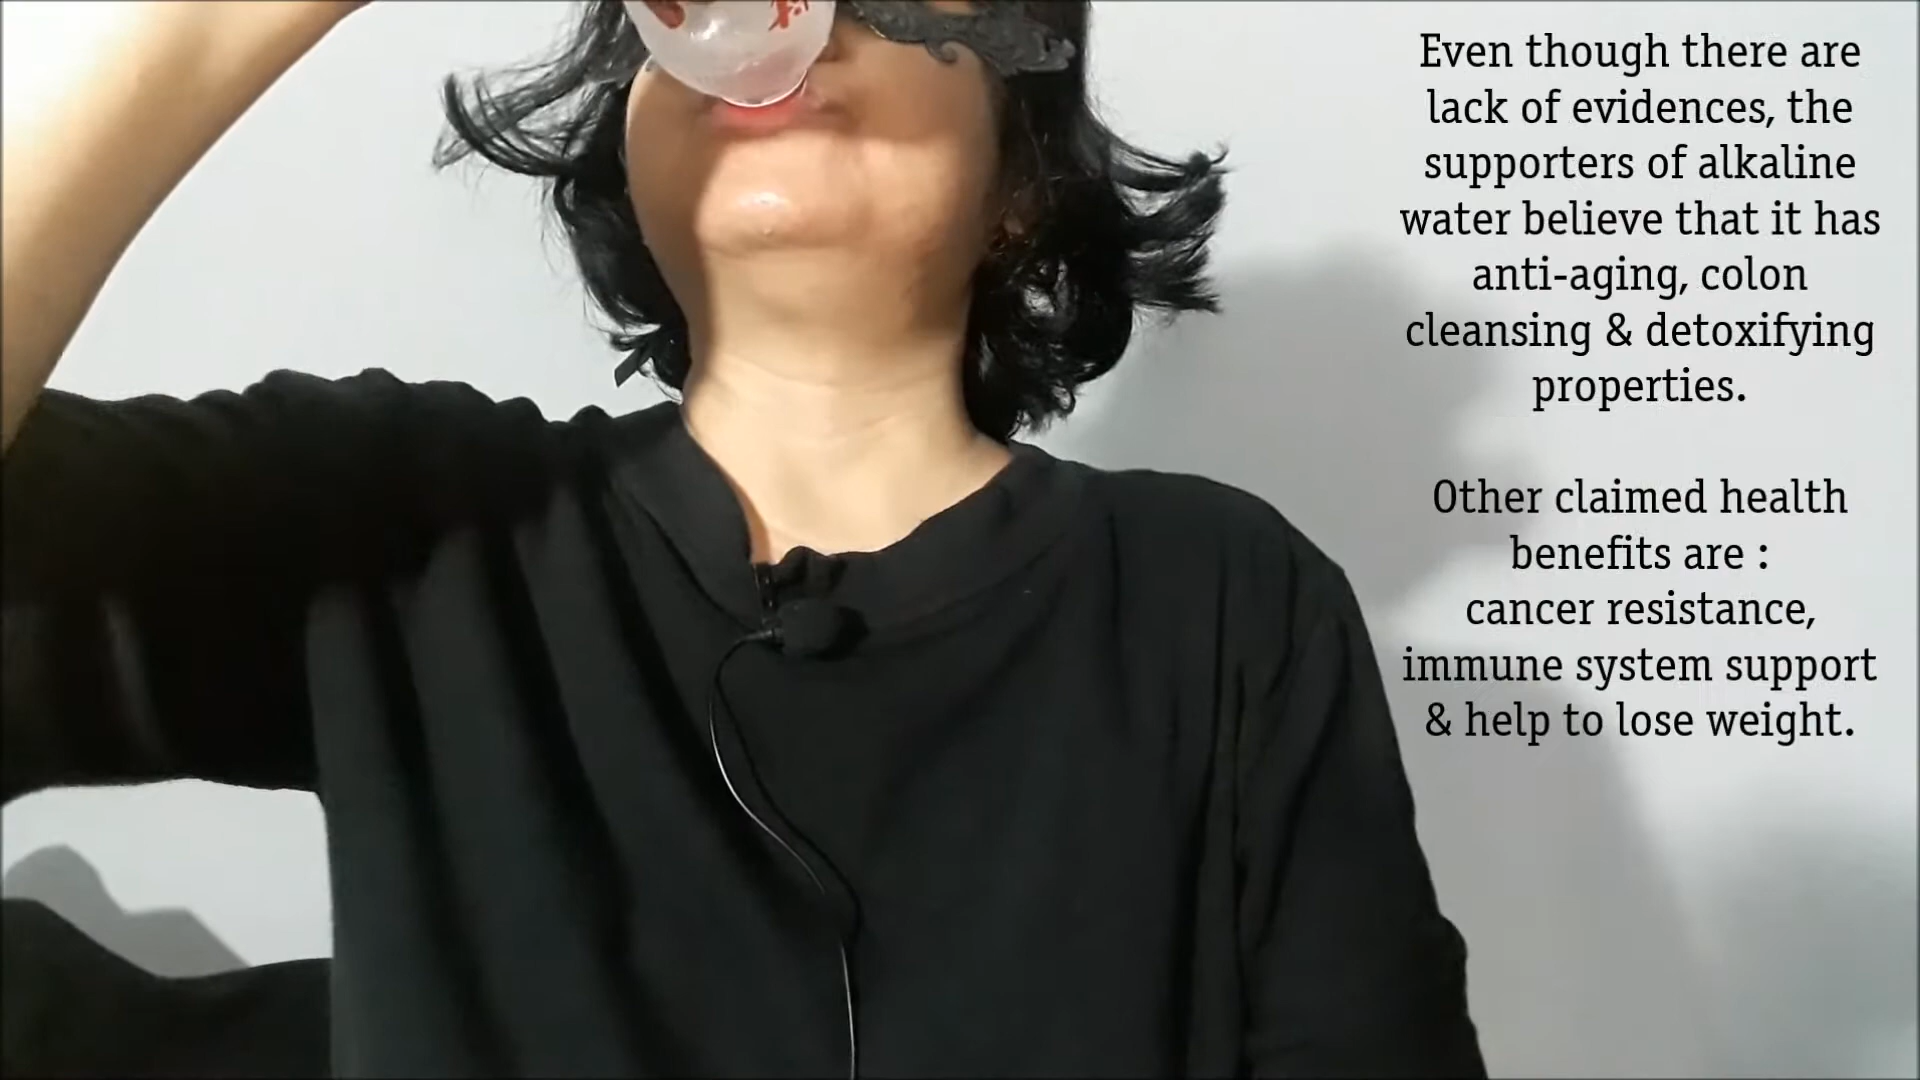 Even though there are
lack of evidences, the
supporters of alkaline
water believe that it has
anti-aging, colon
cleansing & detoxifying
properties.
Other claimed health
benefits are :
cancer resistance,
immune system support
& help to lose weight.